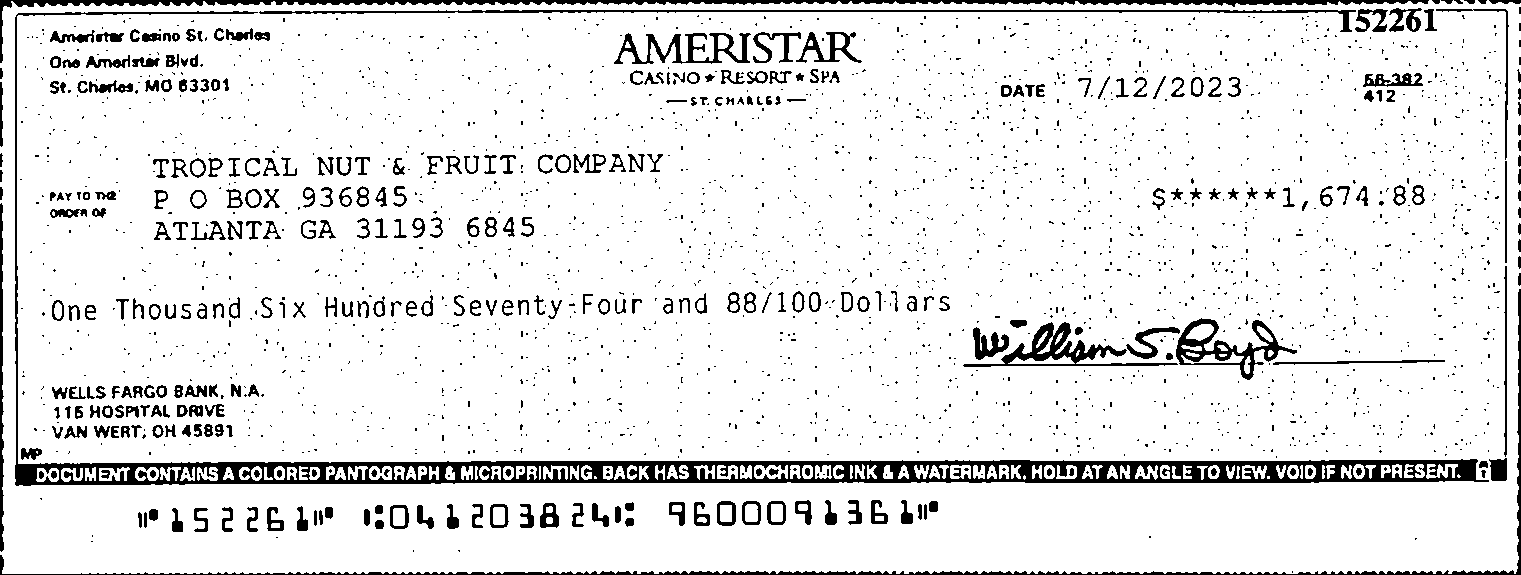 152261
Ameristar Casino St. Charles
One Ameristar Blvd.
St. Charles, MO 63301
AMERISTAR
CASINO ★ RESORT ★ SPA
— ST. CHARLES —
DATE 7/12/2023
56-382
412
TROPICAL NUT & FRUIT COMPANY
PAY TO THE
ORDER OF
P O BOX 936845
ATLANTA GA 31193 6845
$******1,674.88
One Thousand Six Hundred Seventy-Four and 88/100 Dollars
William S. Boyd
WELLS FARGO BANK, N.A.
115 HOSPITAL DRIVE
VAN WERT, OH 45891
MP
DOCUMENT CONTAINS A COLORED PANTOGRAPH & MICROPRINTING. BACK HAS THERMOCHROMIC INK & A WATERMARK, HOLD AT AN ANGLE TO VIEW. VOID IF NOT PRESENT.
⑈152261⑈ ⑆041203824⑆ 9600091361⑈